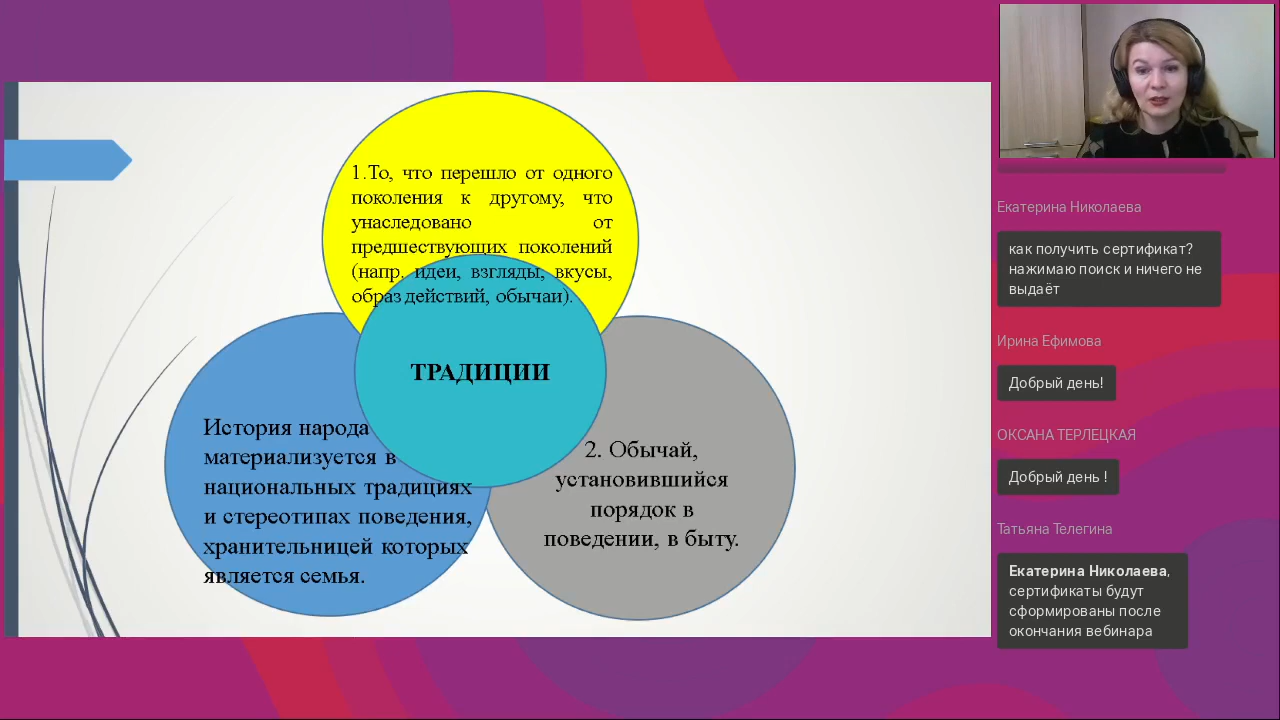 1.То, что перешло от одного
поколения к другому, что
унаследовано от
предшествующих поколений
(напр. идеи, взгляды, вкусы,
образ действий, обычаи).
ТРАДИЦИИ
История народа
материализуется в
национальных традициях
и стереотипах поведения,
хранительницей которых
является семья.
2. Обычай,
установившийся
порядок в
поведении, в быту.
Екатерина Николаева
как получить сертификат?
нажимаю поиск и ничего не
выдаёт
Ирина Ефимова
Добрый день!
ОКСАНА ТЕРЛЕЦКАЯ
Добрый день !
Татьяна Телегина
Екатерина Николаева,
сертификаты будут
сформированы после
окончания вебинара